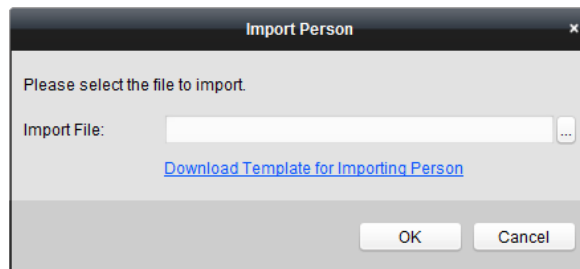 Import Person ×
Please select the file to import.
Import File: ...
Download Template for Importing Person
OK Cancel